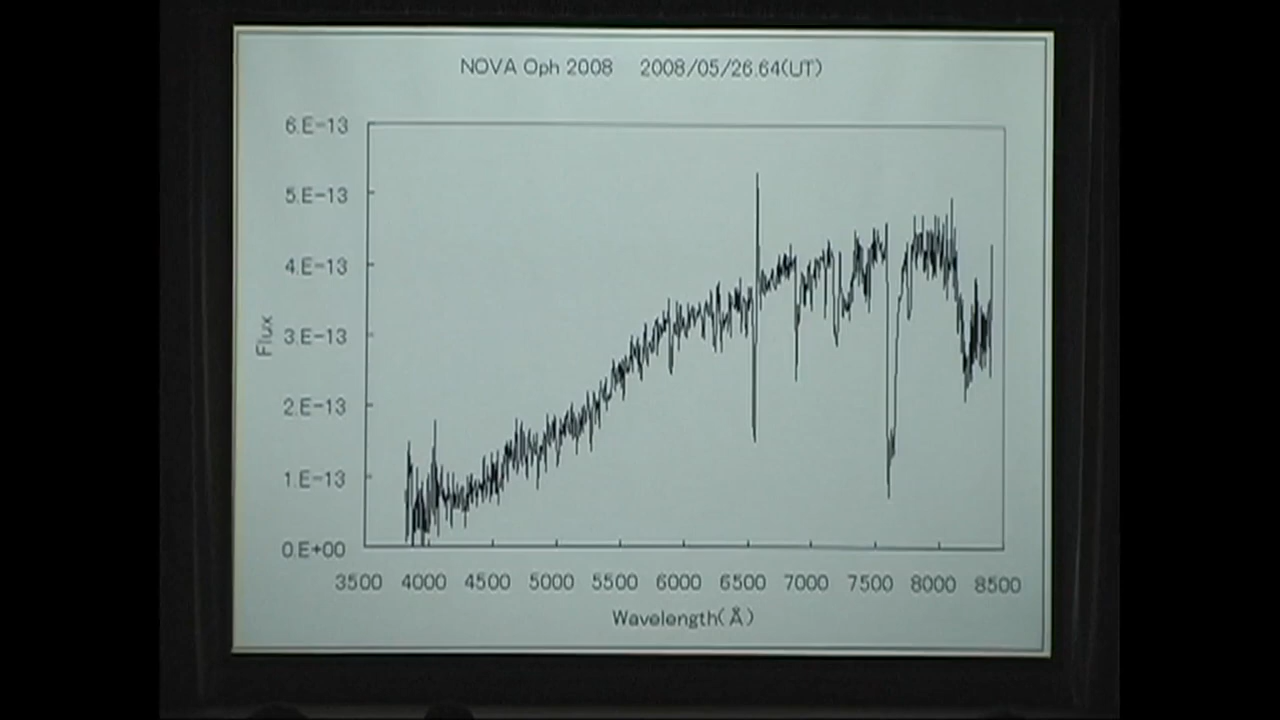 NOVA Oph 2008 2008/05/26.64(UT)
6.E-13
5.E-13
4.E-13
3.E-13
2.E-13
1.E-13
0.E+00
Flux
3500 4000 4500 5000 5500 6000 6500 7000 7500 8000 8500
Wavelength(Å)